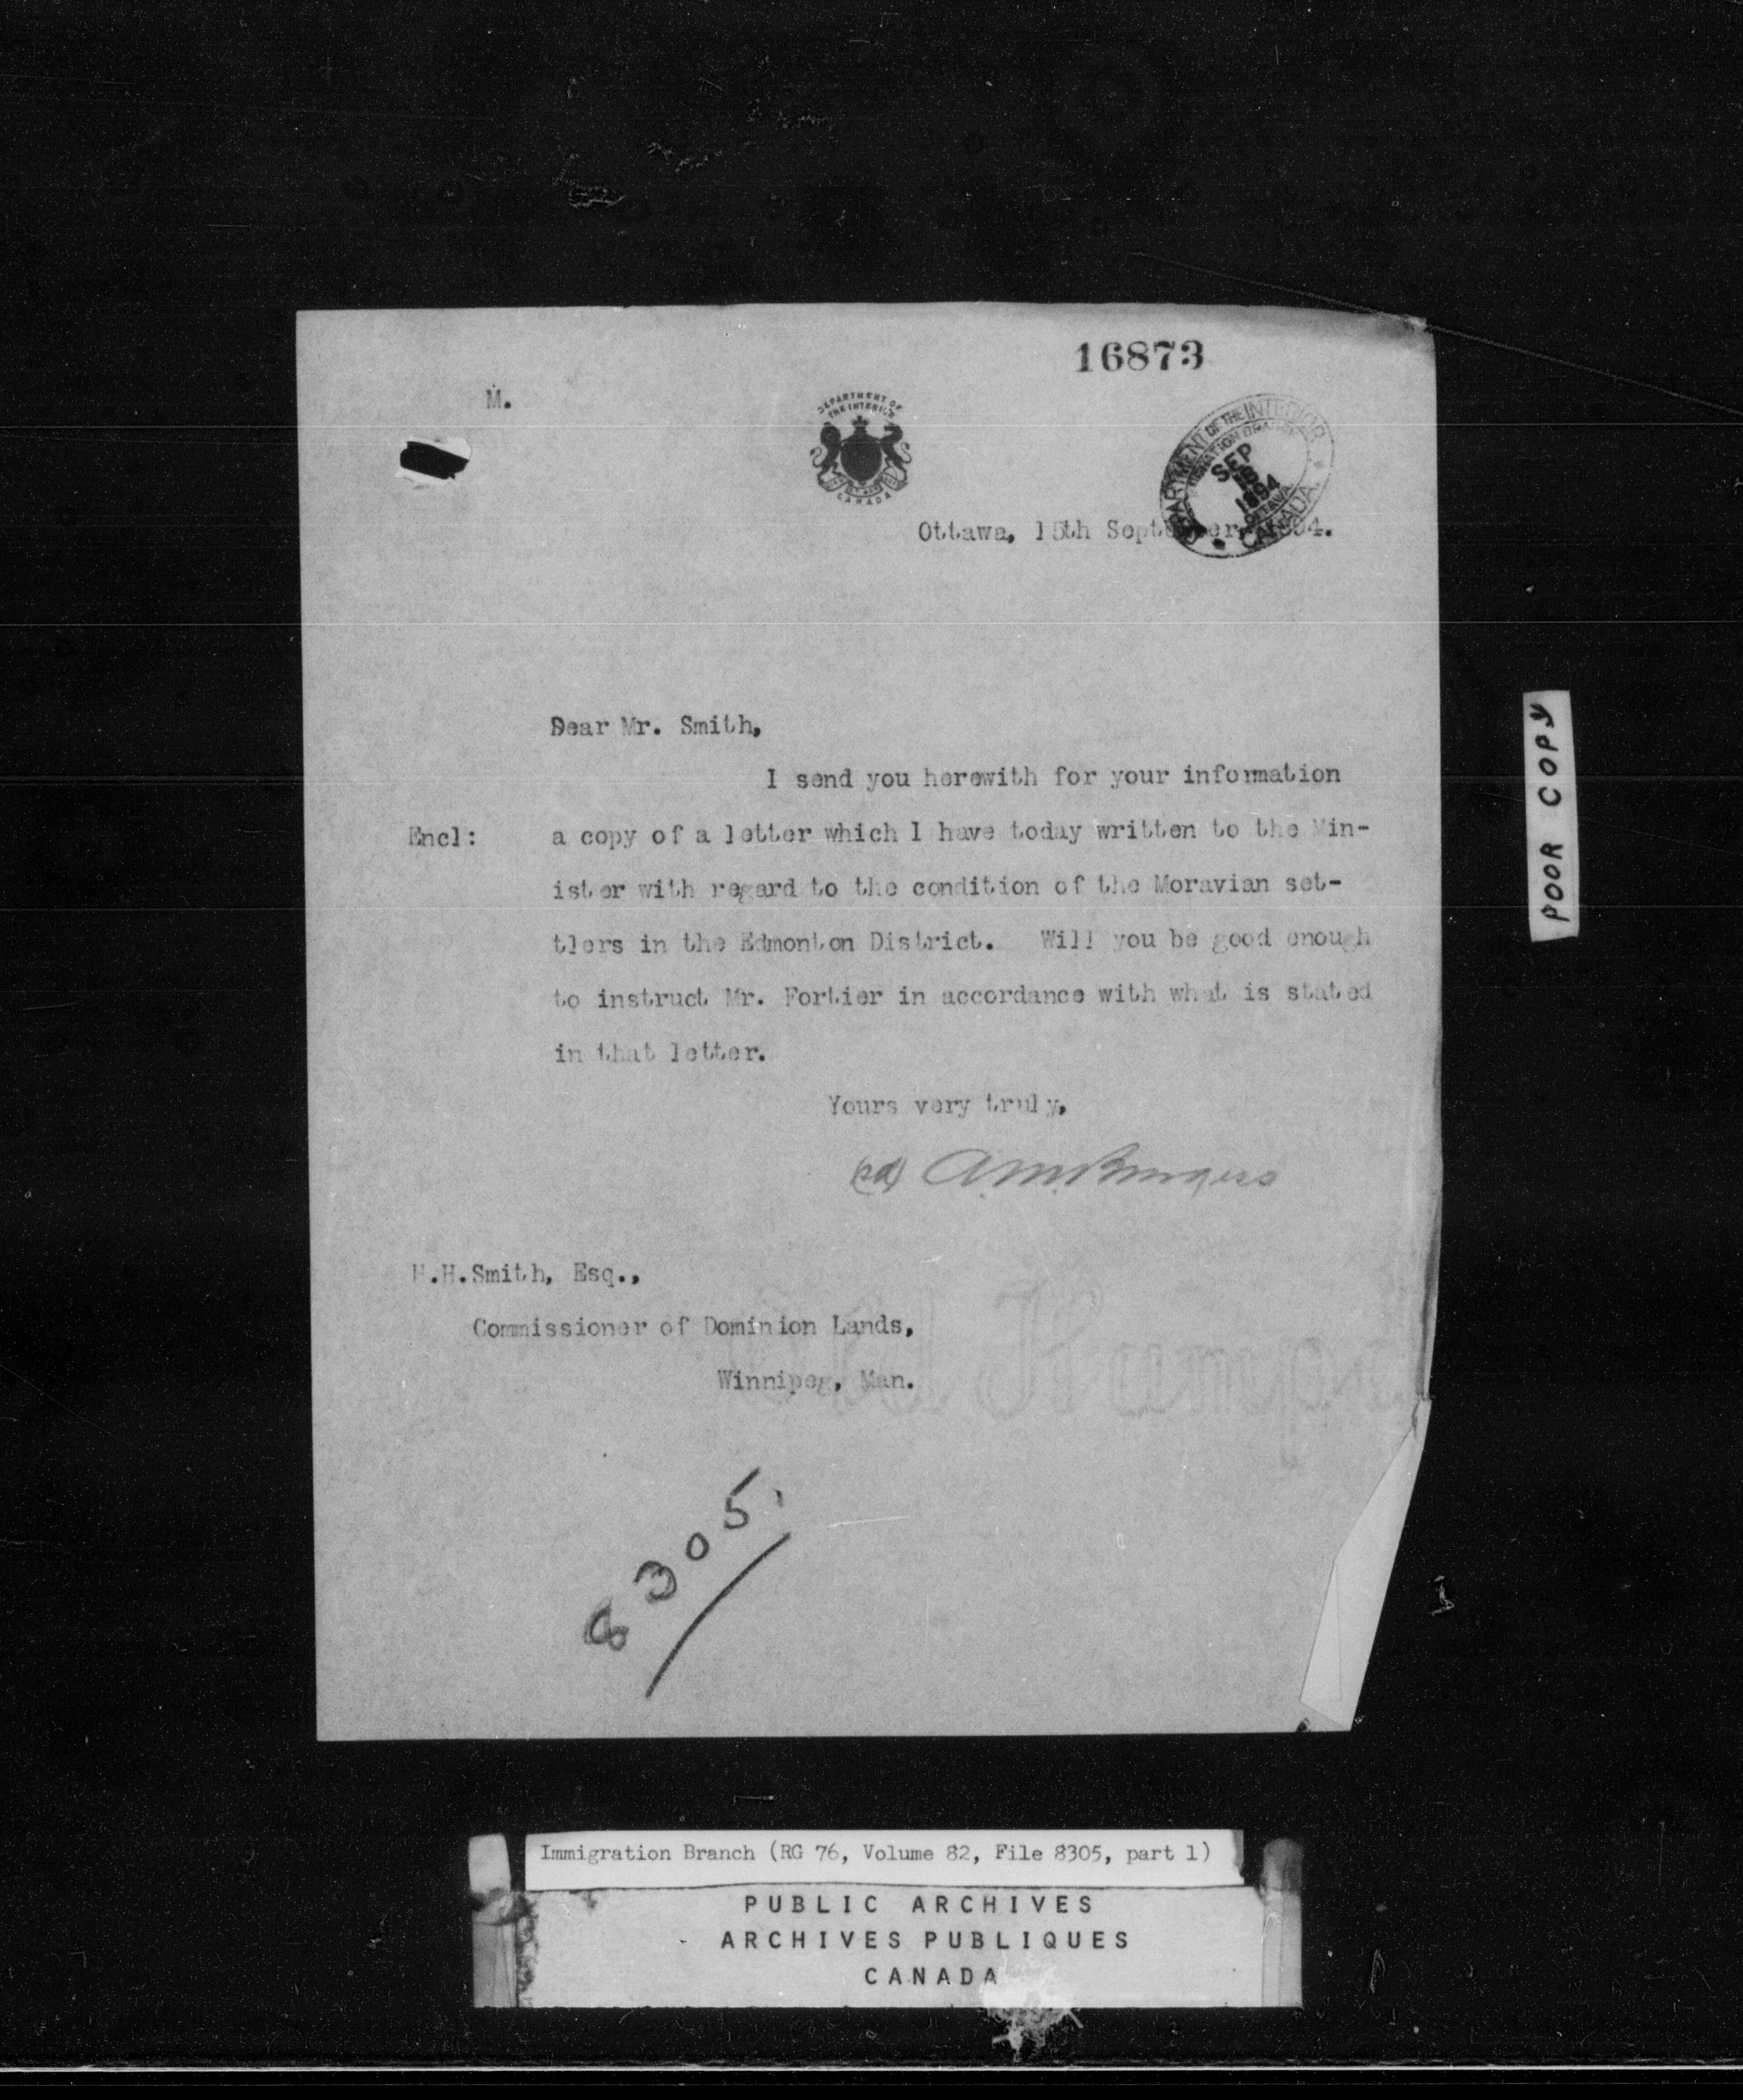 16873
M.
DEPARTMENT OF
THE INTERIOR
CANADA
DEPARTMENT OF THE INTERIOR
SEP
18
1894
OTTAWA
CANADA.
Ottawa, 15th September, 1894.
Dear Mr. Smith,
I send you herewith for your information
Encl: a copy of a letter which I have today written to the Min-
ister with regard to the condition of the Moravian set-
tlers in the Edmonton District. Will you be good enough
to instruct Mr. Fortier in accordance with what is stated
in that letter.
Yours very truly,
(sd) A.M. Burgess
H.H.Smith, Esq.,
Commissioner of Dominion Lands,
Winnipeg, Man.
8305
POOR COPY
Immigration Branch (RG 76, Volume 82, File 8305, part 1)
PUBLIC ARCHIVES
ARCHIVES PUBLIQUES
CANADA